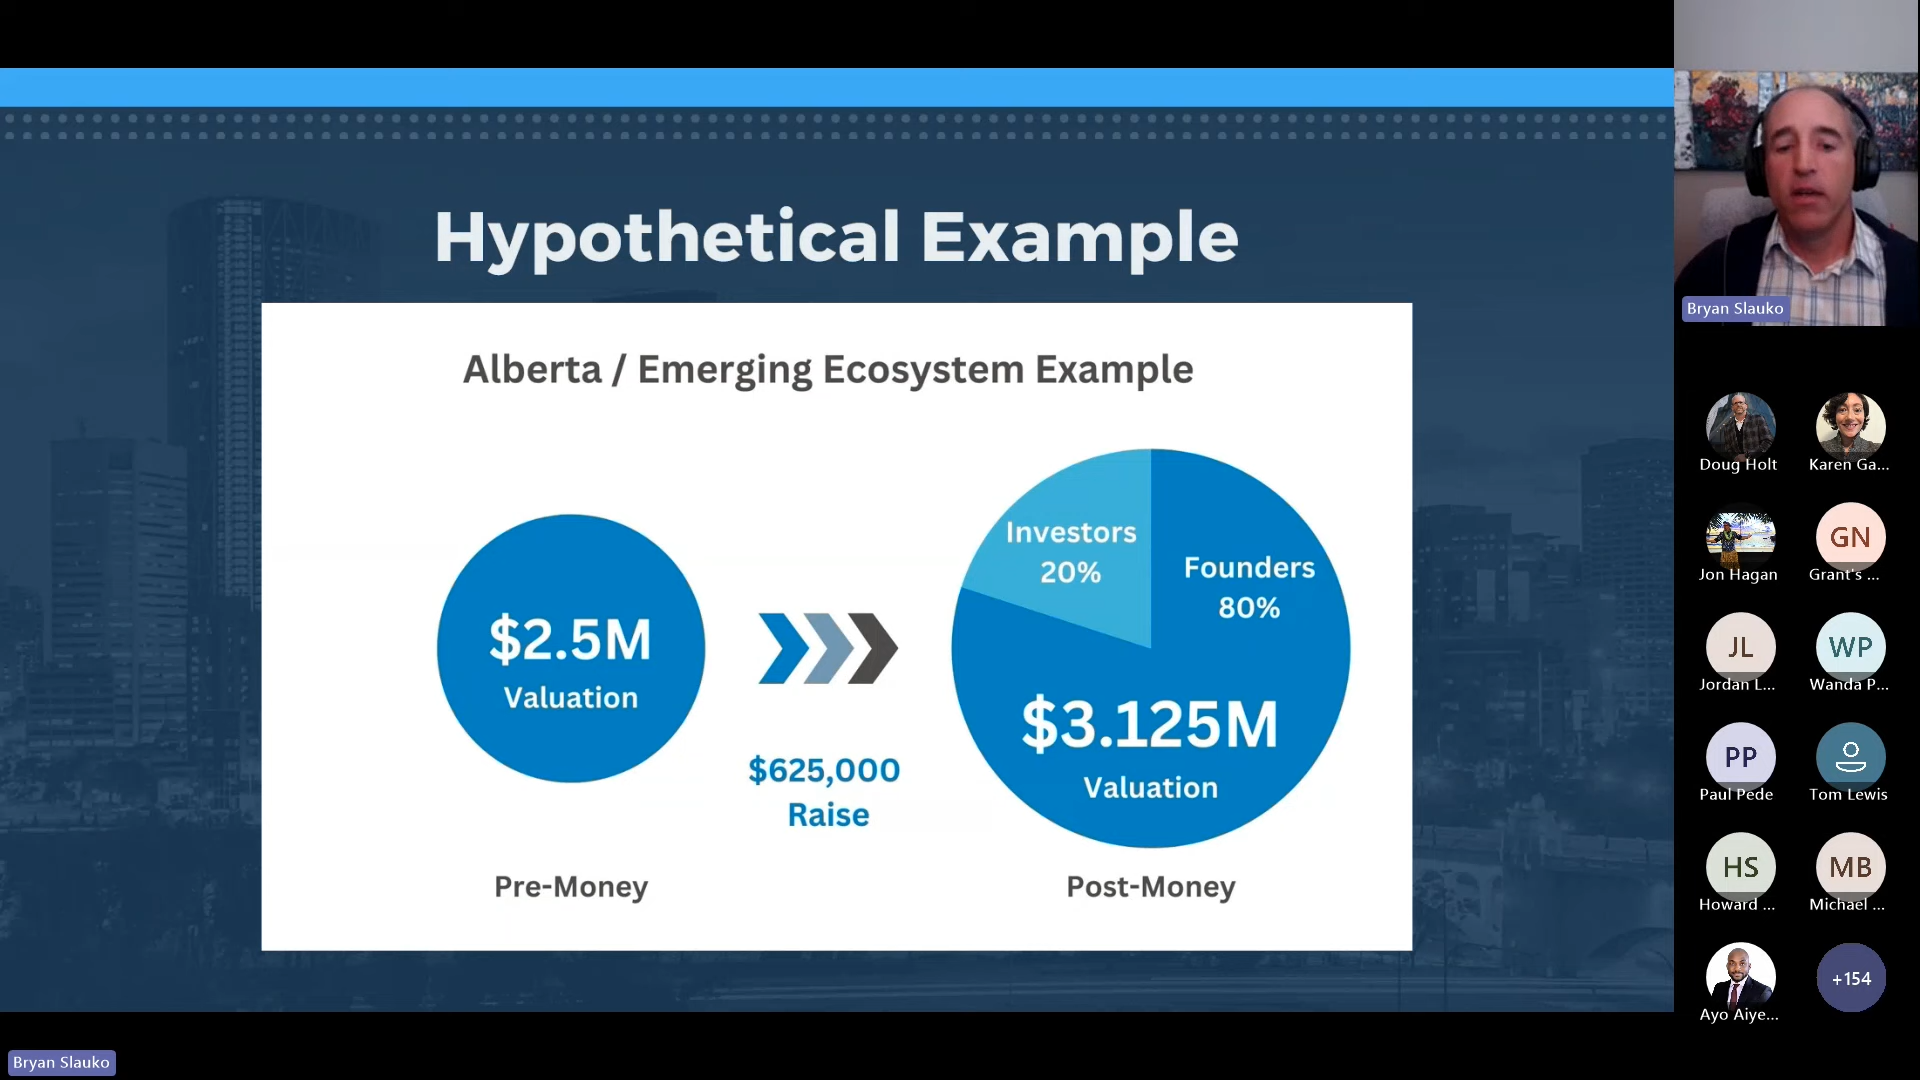 Hypothetical Example
Alberta / Emerging Ecosystem Example
$2.5M
Valuation
Pre-Money
$625,000
Raise
Investors
20%
Founders
80%
$3.125M
Valuation
Post-Money
Bryan Slauko
Doug Holt
Karen Ga...
Jon Hagan
GN
Grant's ...
JL
Jordan L...
WP
Wanda P...
PP
Paul Pede
Tom Lewis
HS
Howard ...
MB
Michael ...
Ayo Aiye...
+154
Bryan Slauko